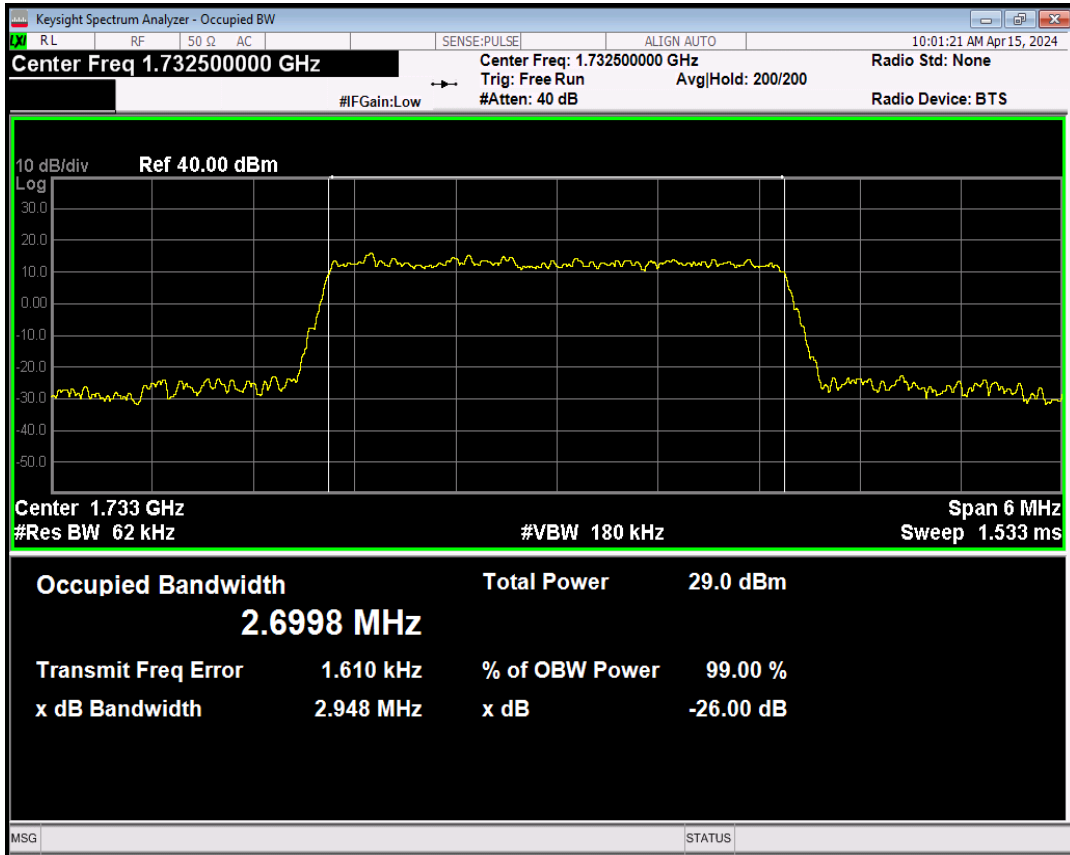 Keysight Spectrum Analyzer - Occupied BW
LXI RL RF 50 Ω AC SENSE:PULSE ALIGN AUTO 10:01:21 AM Apr 15, 2024
Center Freq 1.732500000 GHz
Center Freq: 1.732500000 GHz
Radio Std: None
Trig: Free Run
Avg|Hold: 200/200
#IFGain:Low
#Atten: 40 dB
Radio Device: BTS
10 dB/div
Ref 40.00 dBm
Log
30.0
20.0
10.0
0.00
-10.0
-20.0
-30.0
-40.0
-50.0
Center 1.733 GHz
Span 6 MHz
#Res BW 62 kHz
#VBW 180 kHz
Sweep 1.533 ms
Occupied Bandwidth
2.6998 MHz
Total Power 29.0 dBm
Transmit Freq Error 1.610 kHz
% of OBW Power 99.00 %
x dB Bandwidth 2.948 MHz
x dB -26.00 dB
MSG
STATUS